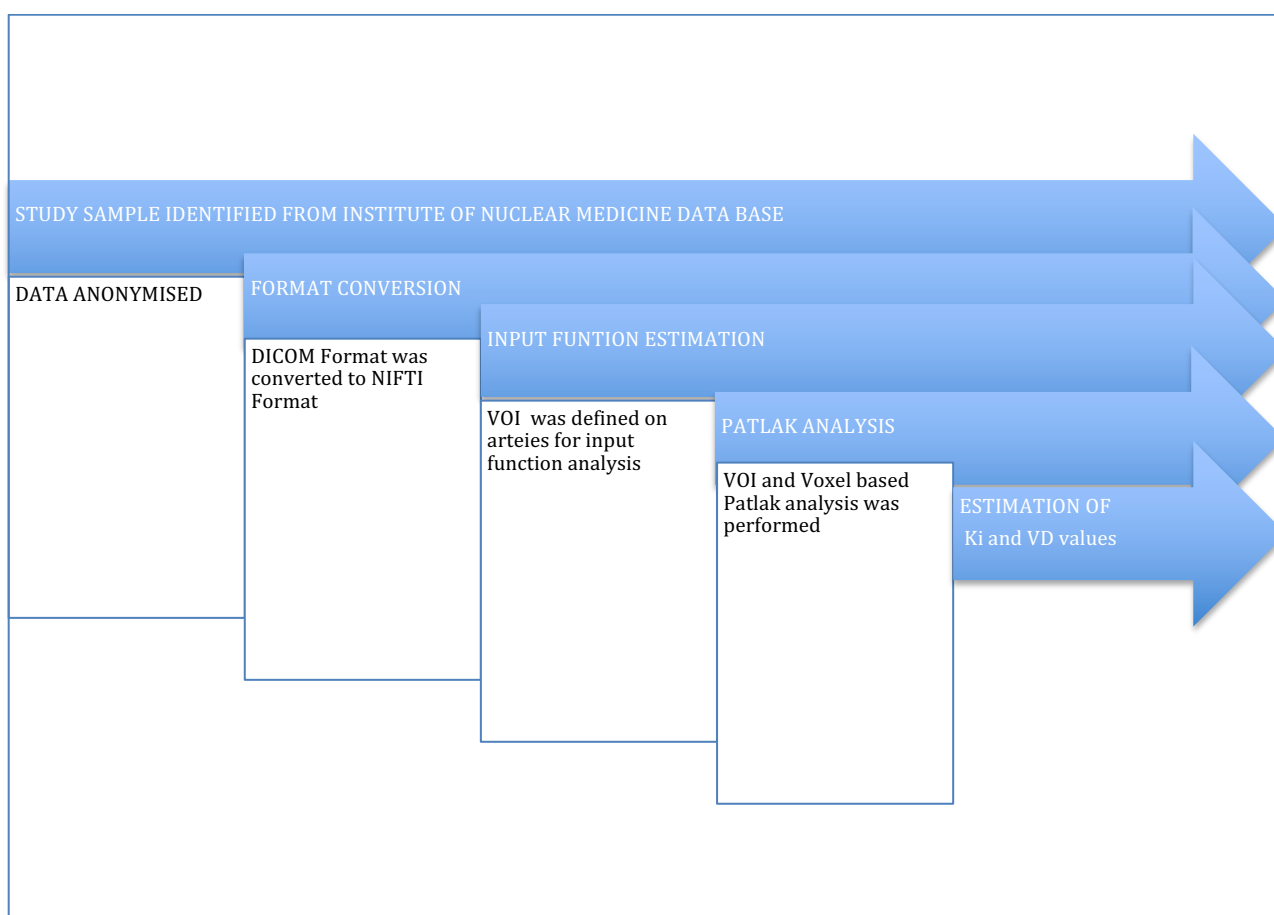 STUDY SAMPLE IDENTIFIED FROM INSTITUTE OF NUCLEAR MEDICINE DATA BASE
DATA ANONYMISED
FORMAT CONVERSION
DICOM Format was
converted to NIFTI
Format
INPUT FUNTION ESTIMATION
VOI was defined on
arteies for input
function analysis
PATLAK ANALYSIS
VOI and Voxel based
Patlak analysis was
performed
ESTIMATION OF
Ki and VD values